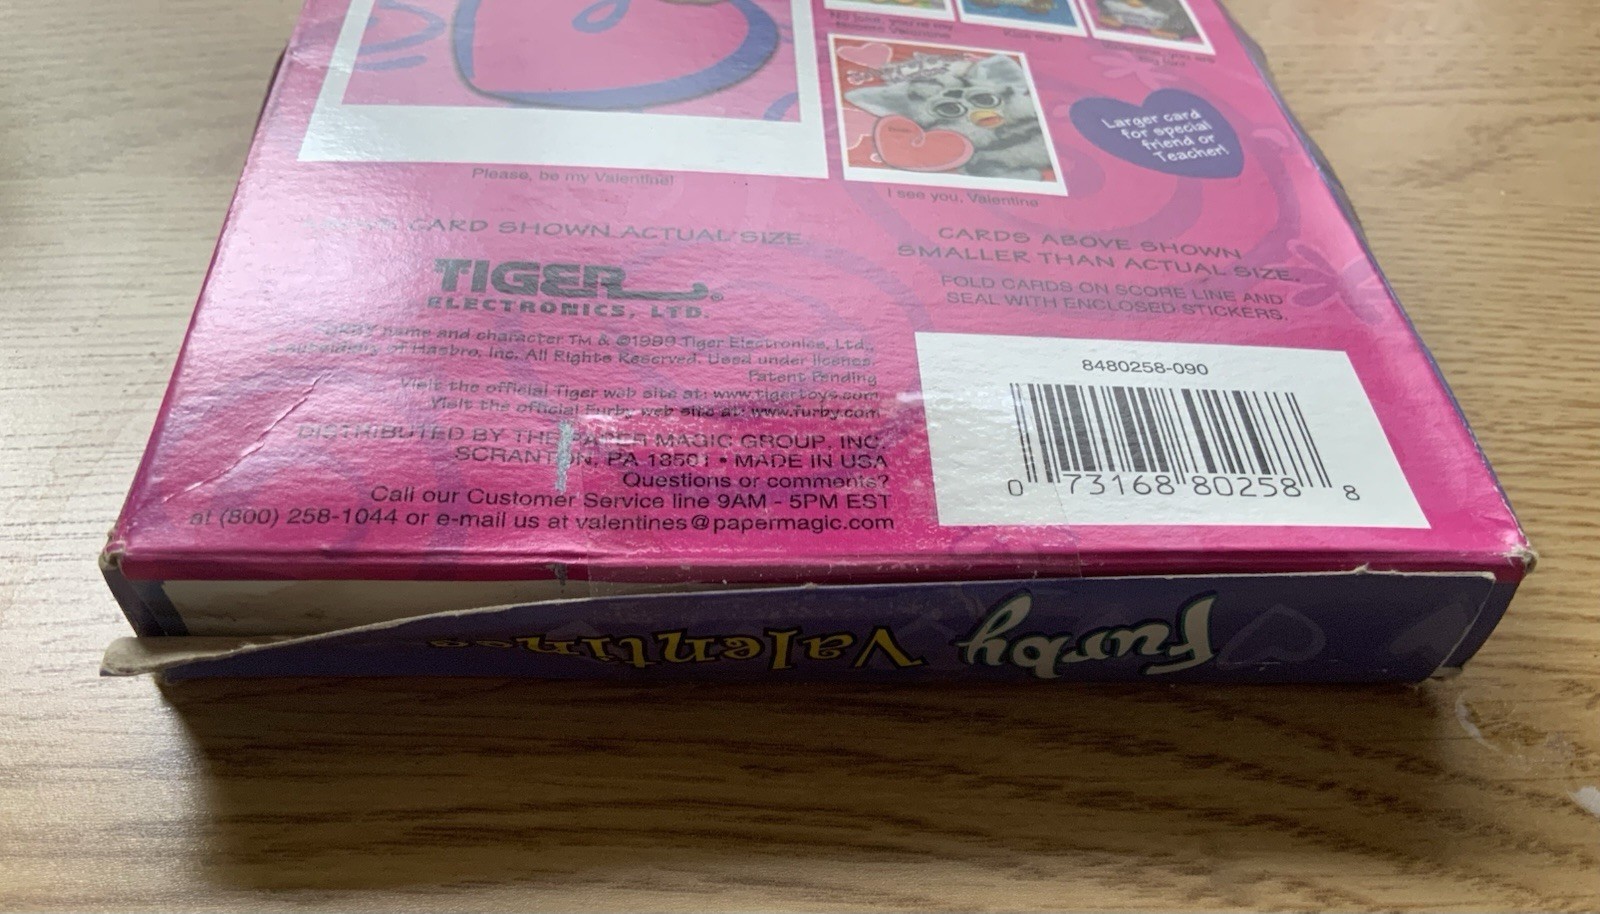 Please, be my Valentine!
I see you, Valentine
Larger card
for special
friend or
Teacher!
CARD SHOWN ACTUAL SIZE
CARDS ABOVE SHOWN
SMALLER THAN ACTUAL SIZE.
FOLD CARDS ON SCORE LINE AND
SEAL WITH ENCLOSED STICKERS.
TIGER®
ELECTRONICS, LTD.
FURBY name and character TM & ©1999 Tiger Electronics, Ltd.,
a subsidiary of Hasbro, Inc. All Rights Reserved. Used under license.
Patent Pending
Visit the official Tiger web site at: www.tigertoys.com
Visit the official Furby web site at: www.furby.com
DISTRIBUTED BY THE PAPER MAGIC GROUP, INC.
SCRANTON, PA 18501 • MADE IN USA
Questions or comments?
Call our Customer Service line 9AM - 5PM EST
at (800) 258-1044 or e-mail us at valentines@papermagic.com
8480258-090
0 73168 80258 8
Furby Valentines